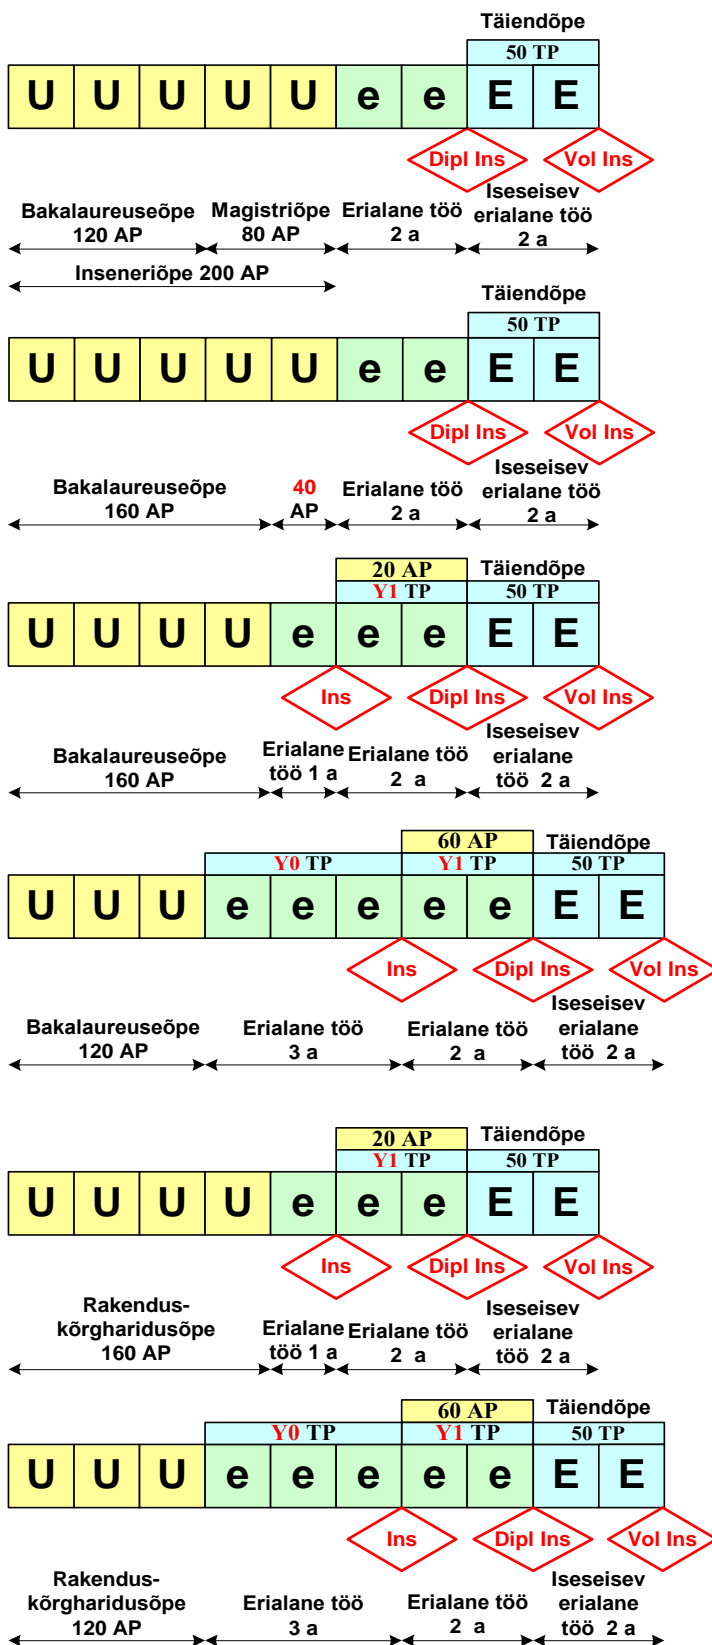 Täiendõpe
50 TP
U U U U U e e E E
Dipl Ins Vol Ins
Bakalaureuseõpe 120 AP
Magistriõpe 80 AP
Erialane töö 2 a
Iseseisev erialane töö 2 a
Inseneriõpe 200 AP
Täiendõpe
50 TP
U U U U U e e E E
Dipl Ins Vol Ins
Bakalaureuseõpe 160 AP
40 AP
Erialane töö 2 a
Iseseisev erialane töö 2 a
20 AP Täiendõpe
Y1 TP 50 TP
U U U U e e e E E
Ins Dipl Ins Vol Ins
Bakalaureuseõpe 160 AP
Erialane töö 1 a
Erialane töö 2 a
Iseseisev erialane töö 2 a
60 AP Täiendõpe
Y0 TP Y1 TP 50 TP
U U U e e e e e E E
Ins Dipl Ins Vol Ins
Bakalaureuseõpe 120 AP
Erialane töö 3 a
Erialane töö 2 a
Iseseisev erialane töö 2 a
20 AP Täiendõpe
Y1 TP 50 TP
U U U U e e e E E
Ins Dipl Ins Vol Ins
Rakendus-
kõrgharidusõpe 160 AP
Erialane töö 1 a
Erialane töö 2 a
Iseseisev erialane töö 2 a
60 AP Täiendõpe
Y0 TP Y1 TP 50 TP
U U U e e e e e E E
Ins Dipl Ins Vol Ins
Rakendus-
kõrgharidusõpe 120 AP
Erialane töö 3 a
Erialane töö 2 a
Iseseisev erialane töö 2 a